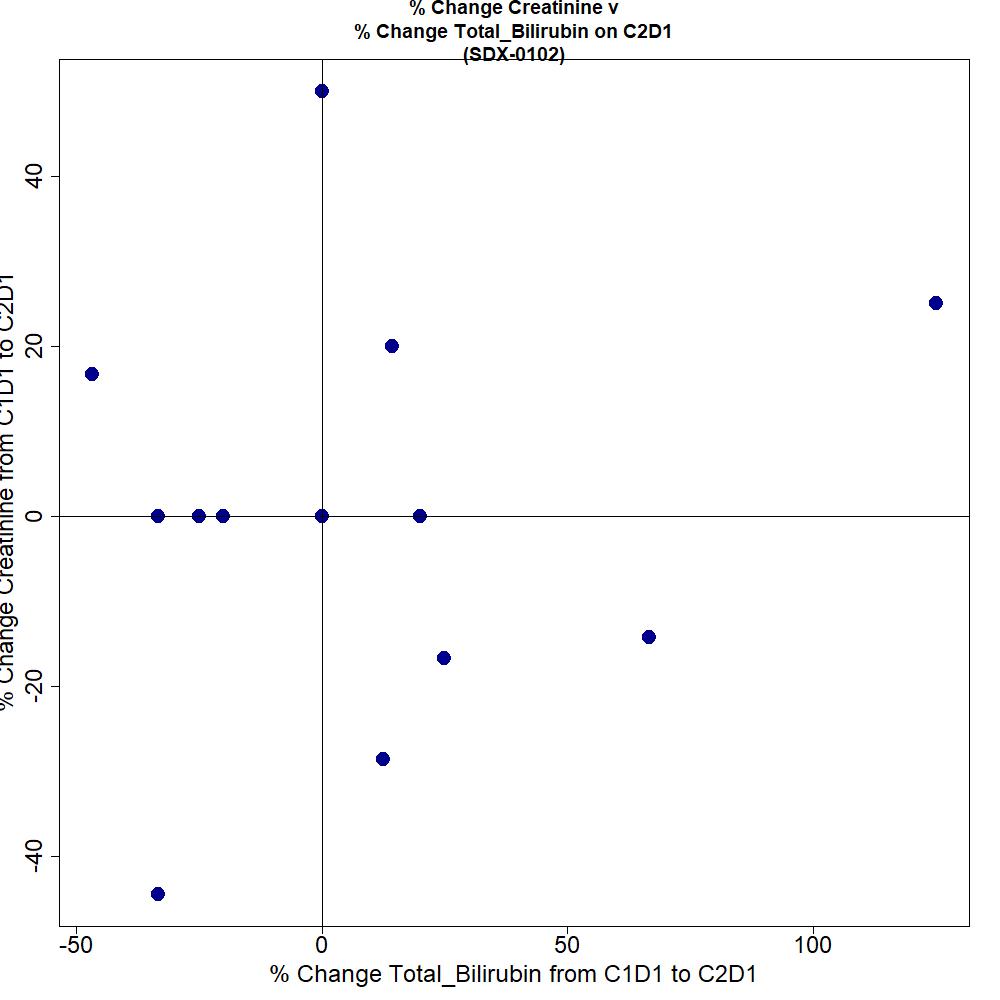 % Change Creatinine v
% Change Total_Bilirubin on C2D1
(SDX-0102)
% Change Creatinine from C1D1 to C2D1
40
20
0
-20
-40
-50
0
50
100
% Change Total_Bilirubin from C1D1 to C2D1